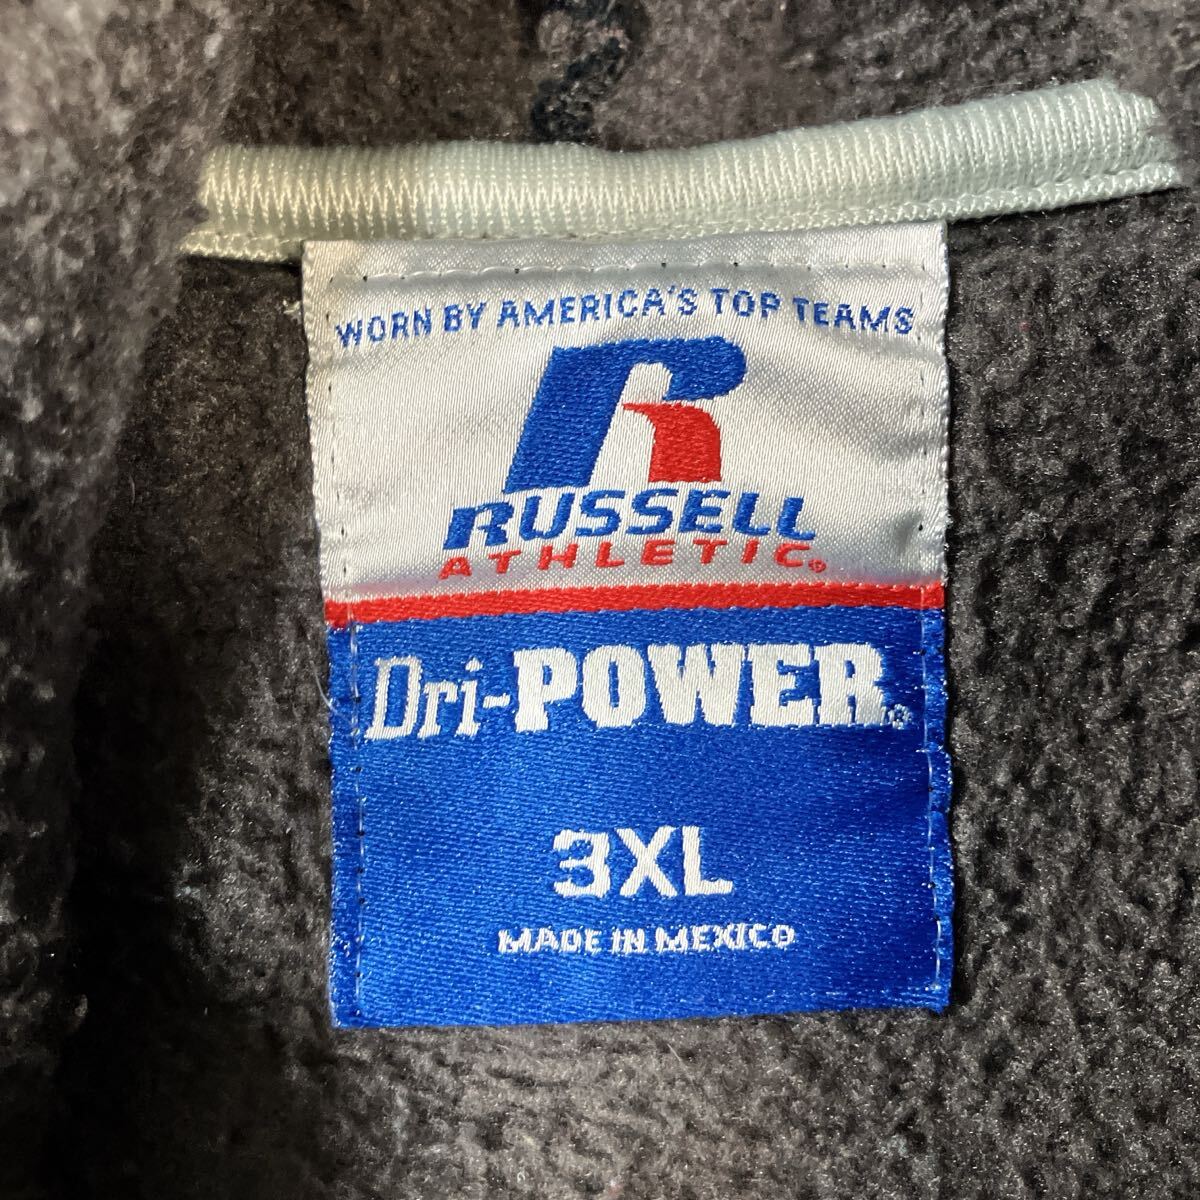 WORN BY AMERICA'S TOP TEAMS
R
RUSSELL
ATHLETIC®
Dri-POWER®
3XL
MADE IN MEXICO